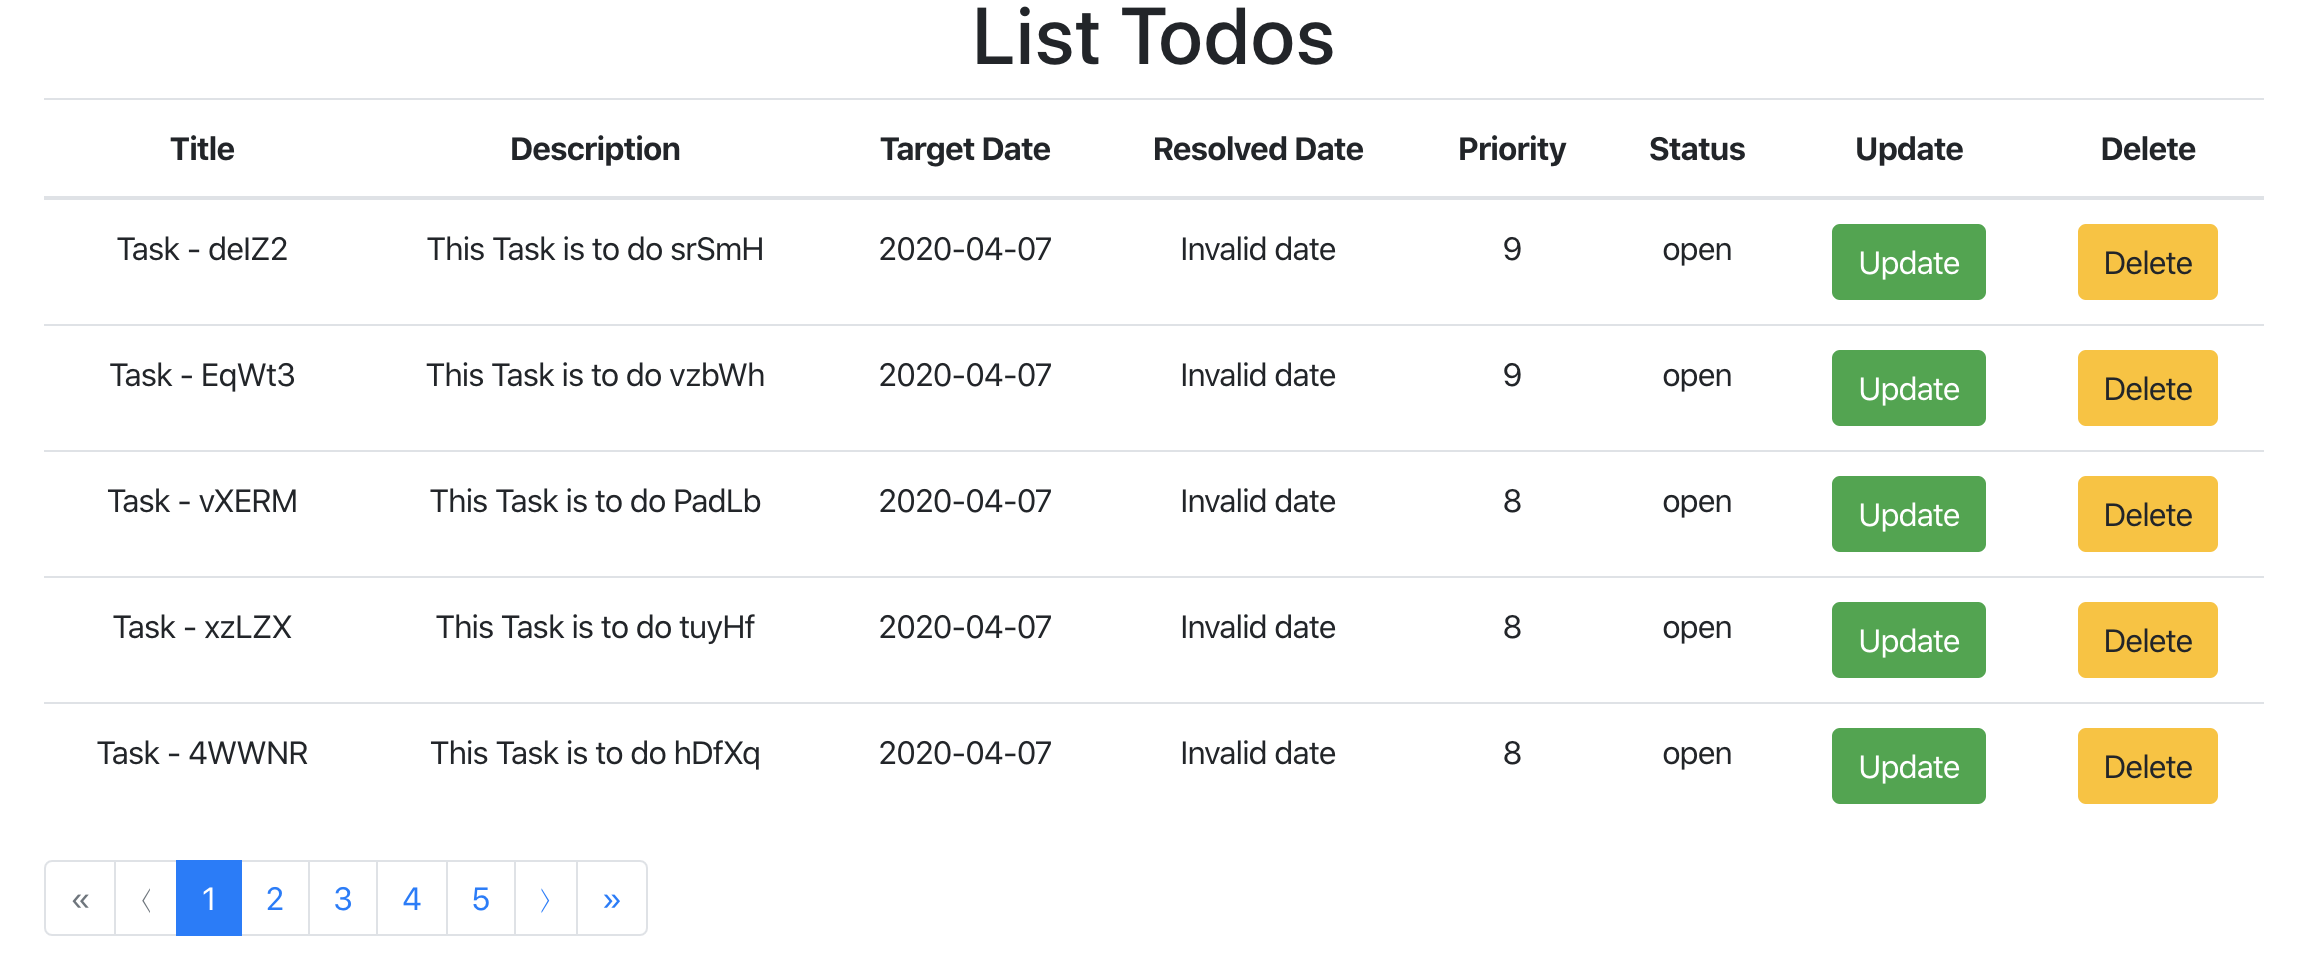 List Todos
Title Description Target Date Resolved Date Priority Status Update Delete
Task - deIZ2 This Task is to do srSmH 2020-04-07 Invalid date 9 open Update Delete
Task - EqWt3 This Task is to do vzbWh 2020-04-07 Invalid date 9 open Update Delete
Task - vXERM This Task is to do PadLb 2020-04-07 Invalid date 8 open Update Delete
Task - xzLZX This Task is to do tuyHf 2020-04-07 Invalid date 8 open Update Delete
Task - 4WWNR This Task is to do hDfXq 2020-04-07 Invalid date 8 open Update Delete
« 〈 1 2 3 4 5 〉 »